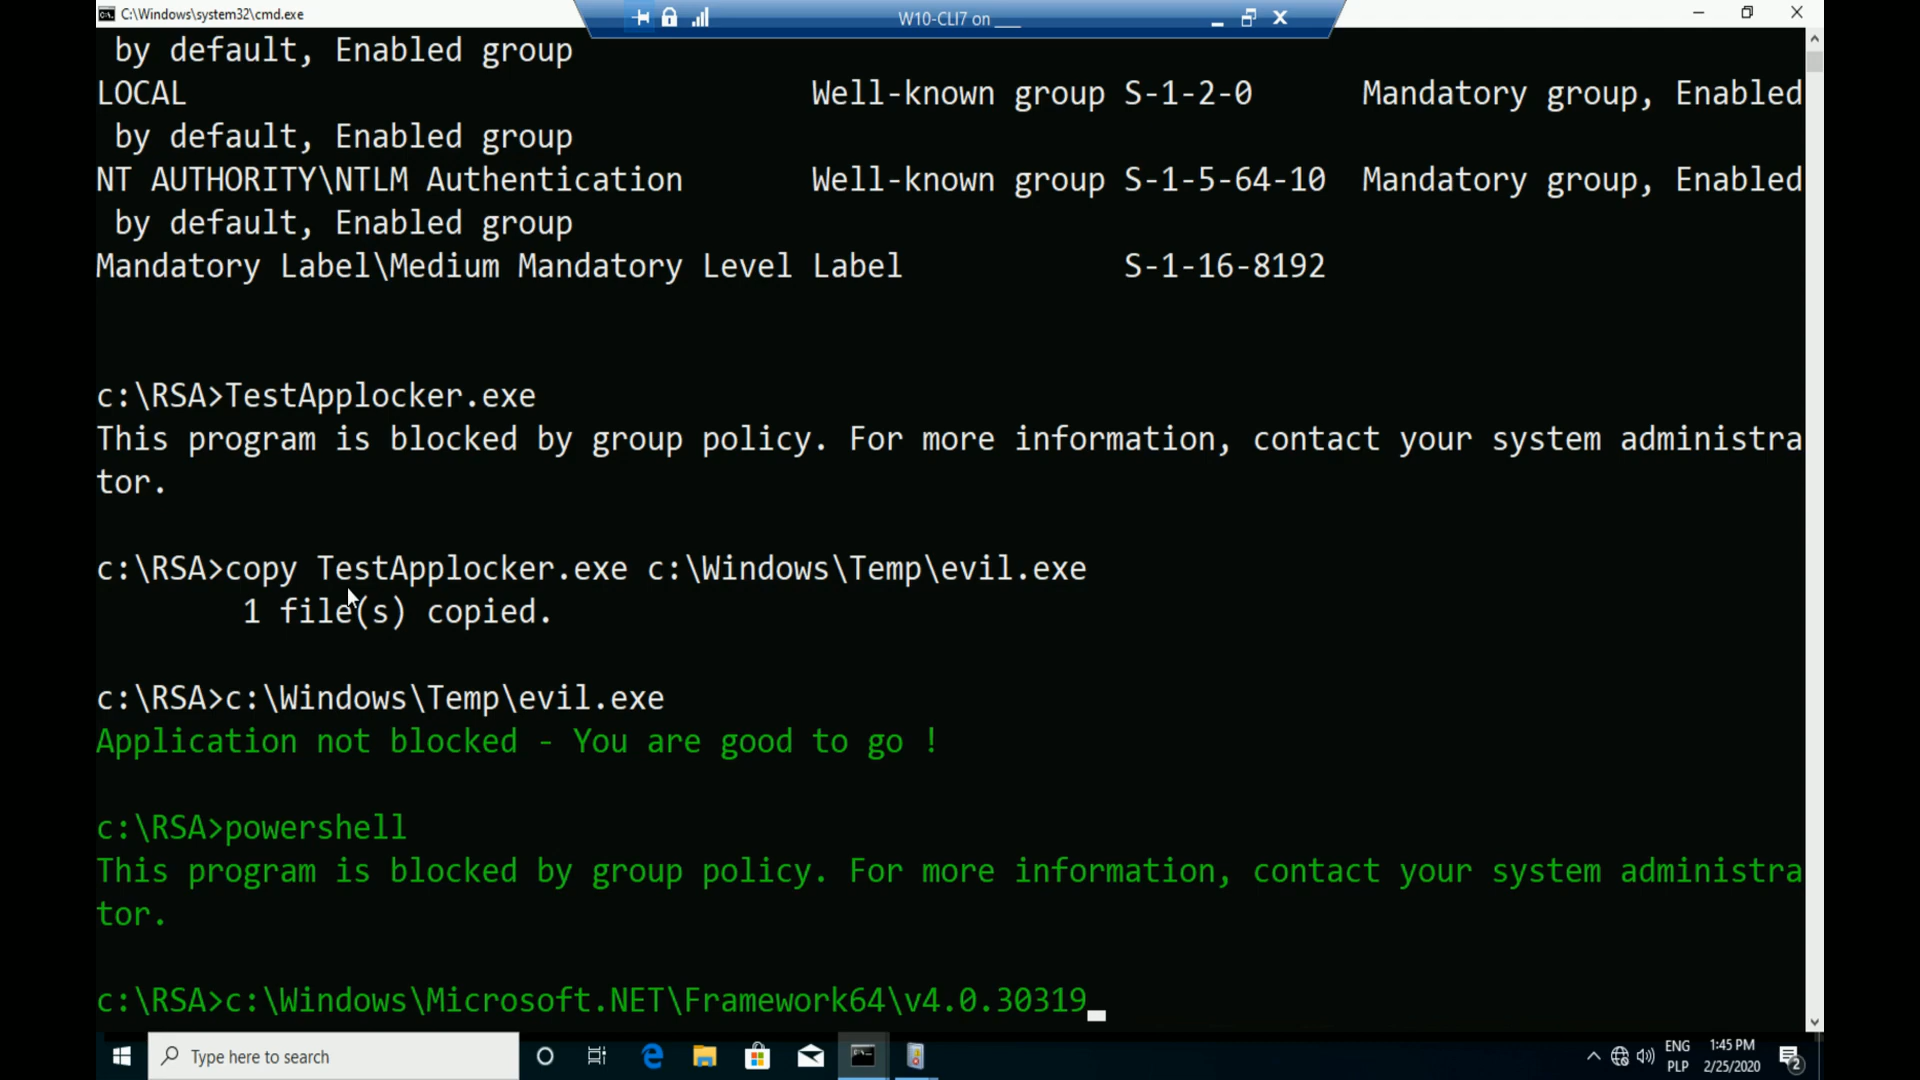 C:\Windows\system32\cmd.exe
W10-CLI7 on ___
by default, Enabled group
LOCAL Well-known group S-1-2-0 Mandatory group, Enabled
by default, Enabled group
NT AUTHORITY\NTLM Authentication Well-known group S-1-5-64-10 Mandatory group, Enabled
by default, Enabled group
Mandatory Label\Medium Mandatory Level Label S-1-16-8192
c:\RSA>TestApplocker.exe
This program is blocked by group policy. For more information, contact your system administra
tor.
c:\RSA>copy TestApplocker.exe c:\Windows\Temp\evil.exe
1 file(s) copied.
c:\RSA>c:\Windows\Temp\evil.exe
Application not blocked - You are good to go !
c:\RSA>powershell
This program is blocked by group policy. For more information, contact your system administra
tor.
c:\RSA>c:\Windows\Microsoft.NET\Framework64\v4.0.30319
Type here to search
ENG
PLP
1:45 PM
2/25/2020
2